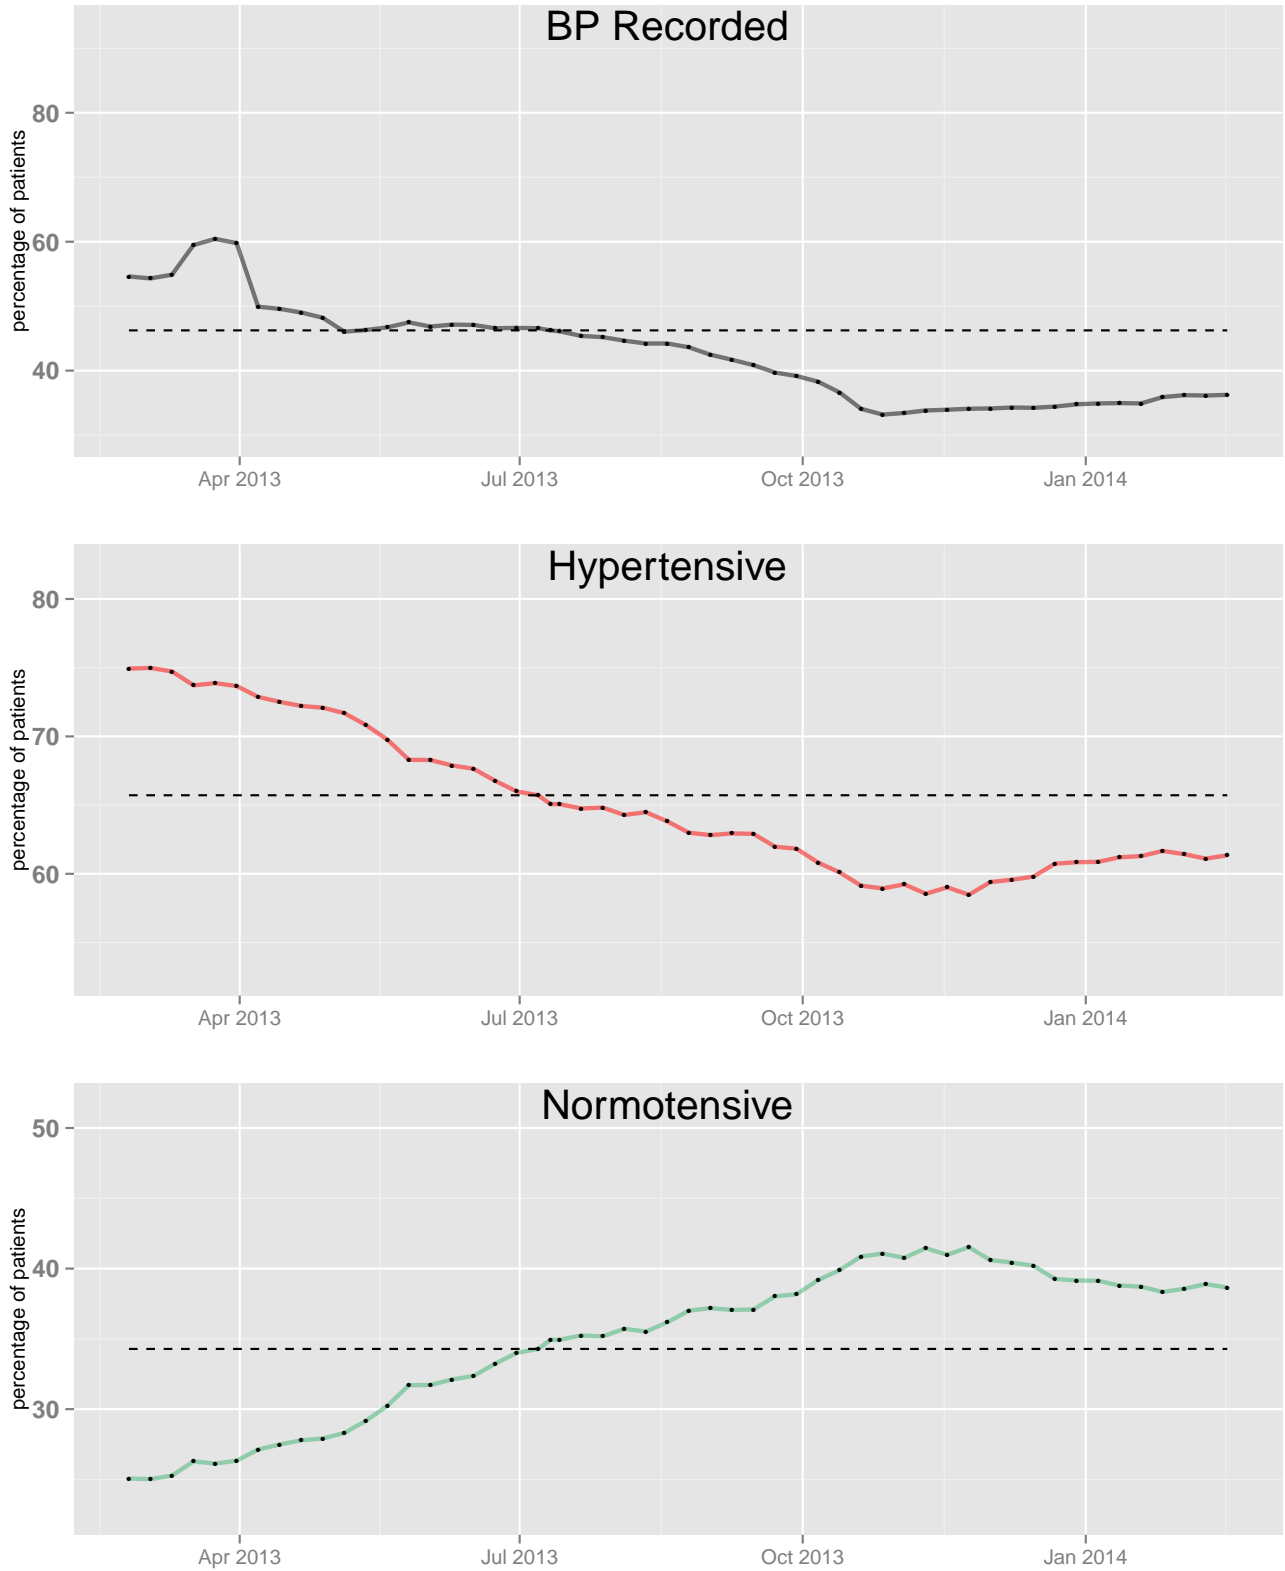 BP Recorded
percentage of patients
80
60
40
Apr 2013 Jul 2013 Oct 2013 Jan 2014
Hypertensive
percentage of patients
80
70
60
Apr 2013 Jul 2013 Oct 2013 Jan 2014
Normotensive
percentage of patients
50
40
30
Apr 2013 Jul 2013 Oct 2013 Jan 2014